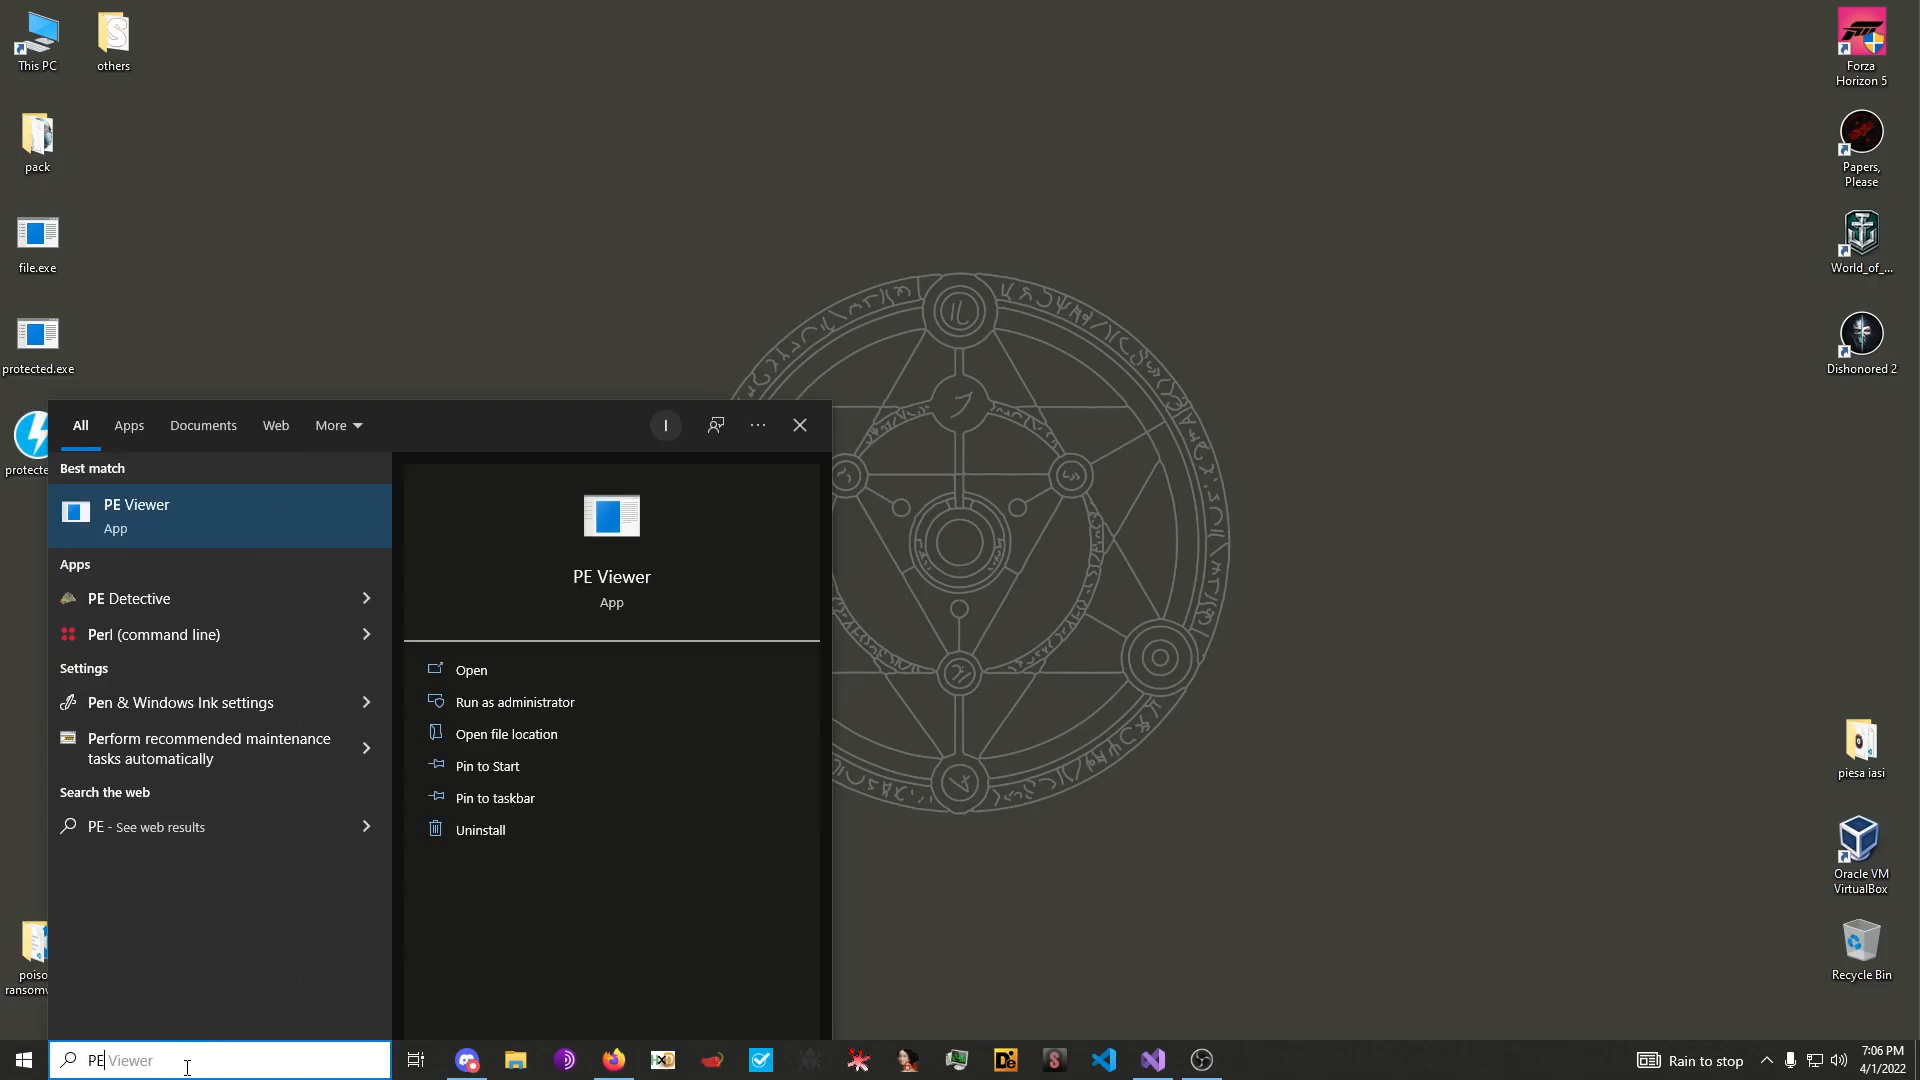 This PC
others
pack
file.exe
protected.exe
protecte
poiso
ransomw
Forza
Horizon 5
Papers,
Please
World_of_...
Dishonored 2
piesa iasi
Oracle VM
VirtualBox
Recycle Bin
All
Apps
Documents
Web
More
I
Best match
PE Viewer
App
Apps
PE Detective
Perl (command line)
Settings
Pen & Windows Ink settings
Perform recommended maintenance
tasks automatically
Search the web
PE - See web results
PE Viewer
App
Open
Run as administrator
Open file location
Pin to Start
Pin to taskbar
Uninstall
PE Viewer
Rain to stop
7:06 PM
4/1/2022